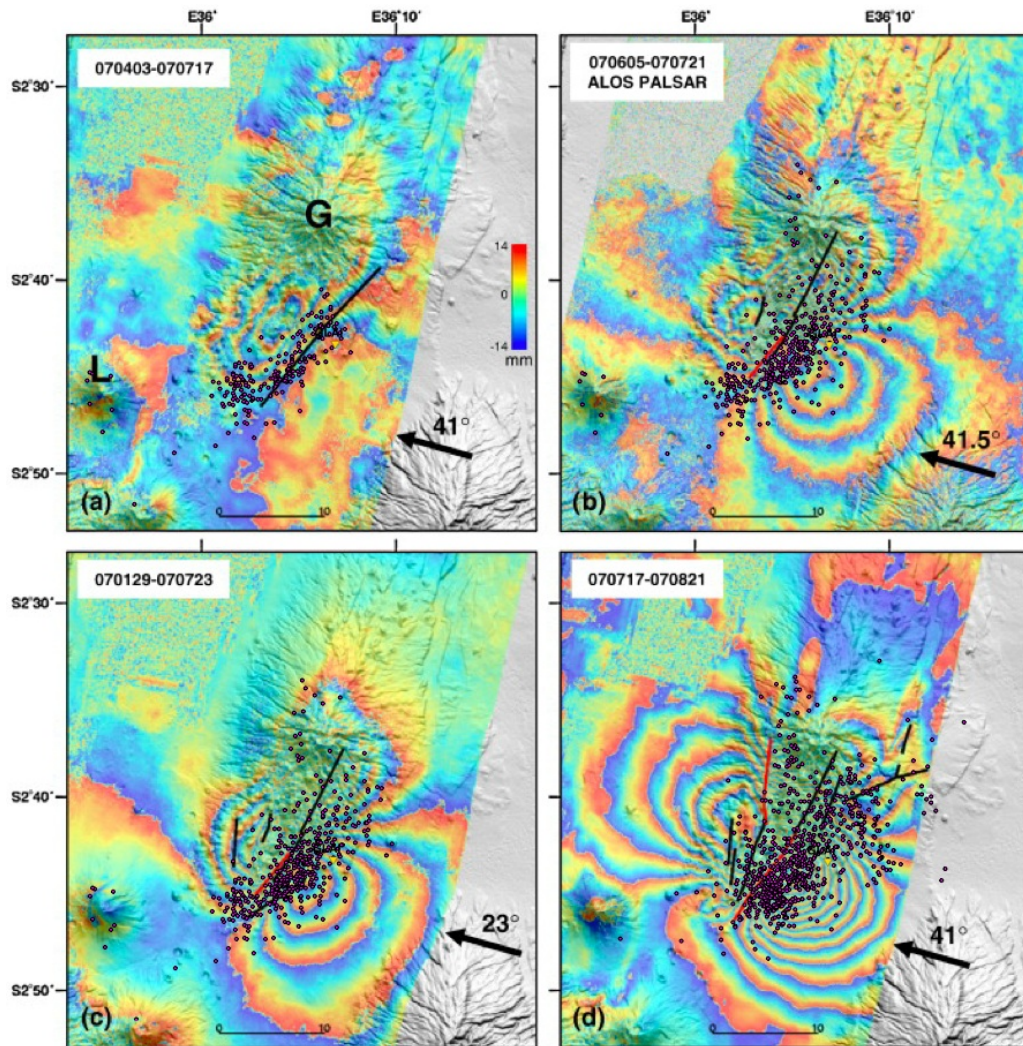 E36° E36°10' E36° E36°10'
070403-070717
070605-070721
ALOS PALSAR
S2°30'
G
14
0
-14
mm
S2°40'
L
41°
41.5°
S2°50'
(a) 0 10
(b) 0 10
070129-070723
070717-070821
S2°30'
S2°40'
23°
41°
S2°50'
(c) 0 10
(d) 0 10